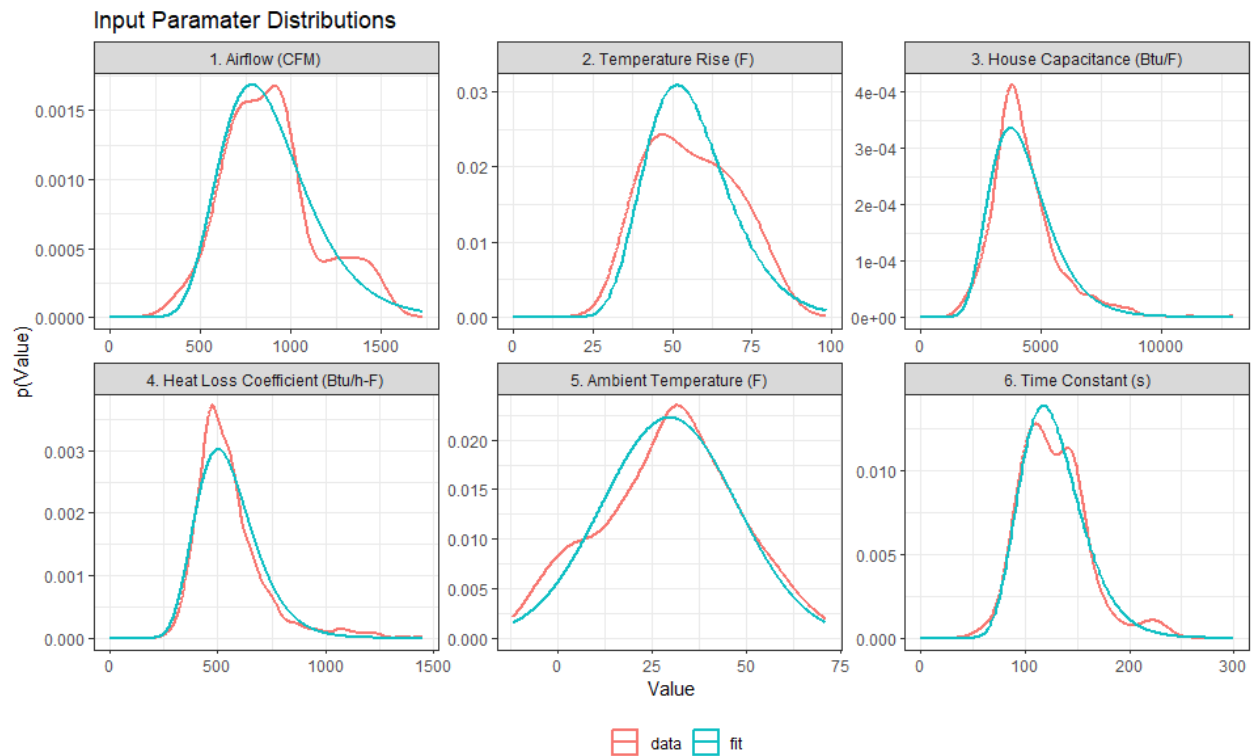 Input Paramater Distributions
1. Airflow (CFM)
2. Temperature Rise (F)
3. House Capacitance (Btu/F)
0.0015
0.0010
0.0005
0.0000
0 500 1000 1500
0.03
0.02
0.01
0.00
0 25 50 75 100
4e-04
3e-04
2e-04
1e-04
0e+00
0 5000 10000
p(Value)
4. Heat Loss Coefficient (Btu/h-F)
5. Ambient Temperature (F)
6. Time Constant (s)
0.003
0.002
0.001
0.000
0 500 1000 1500
0.020
0.015
0.010
0.005
0.000
0 25 50 75
0.010
0.005
0.000
0 100 200 300
Value
data fit